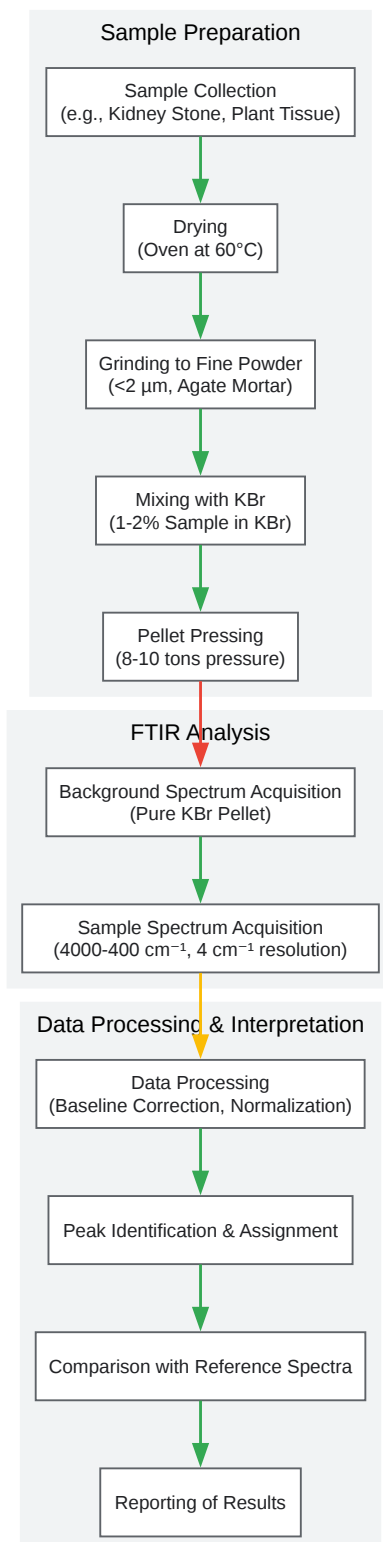 Sample Preparation
Sample Collection
(e.g., Kidney Stone, Plant Tissue)
Drying
(Oven at 60°C)
Grinding to Fine Powder
(<2 µm, Agate Mortar)
Mixing with KBr
(1-2% Sample in KBr)
Pellet Pressing
(8-10 tons pressure)
FTIR Analysis
Background Spectrum Acquisition
(Pure KBr Pellet)
Sample Spectrum Acquisition
(4000-400 cm⁻¹, 4 cm⁻¹ resolution)
Data Processing & Interpretation
Data Processing
(Baseline Correction, Normalization)
Peak Identification & Assignment
Comparison with Reference Spectra
Reporting of Results